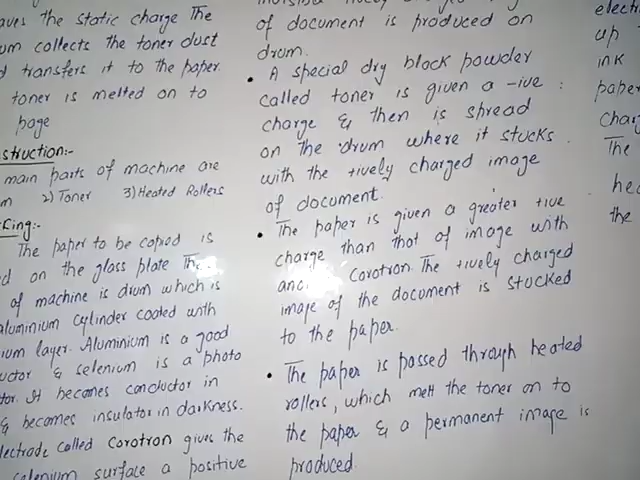 aves the static charge The
um collects the toner dust
d transfers it to the paper
toner is melted on to
page
struction:-
main parts of machine are
m 2) Toner 3) Heated Rollers
king:-
The paper to be copied is
d on the glass plate The
of machine is drum which is
aluminium cylinder coated with
ium layer. Aluminium is a good
uctor & selenium is a photo
tor. It becomes conductor in
& becomes insulator in darkness.
lectrode called Corotron gives the
selenium surface a positive
of document is produced on
drum.
• A special dry block powder
called toner is given a -ive :
charge & then is spread
on the drum where it stucks
with the +ively charged image
of document.
• The paper is given a greater +ive
charge than that of image with
anc corotron. The +ively charged
image of the document is stucked
to the paper.
• The paper is passed through heated
rollers, which melt the toner on to
the paper & a permanent image is
produced.
electr
up
ink
paper
Char
The
hea
the